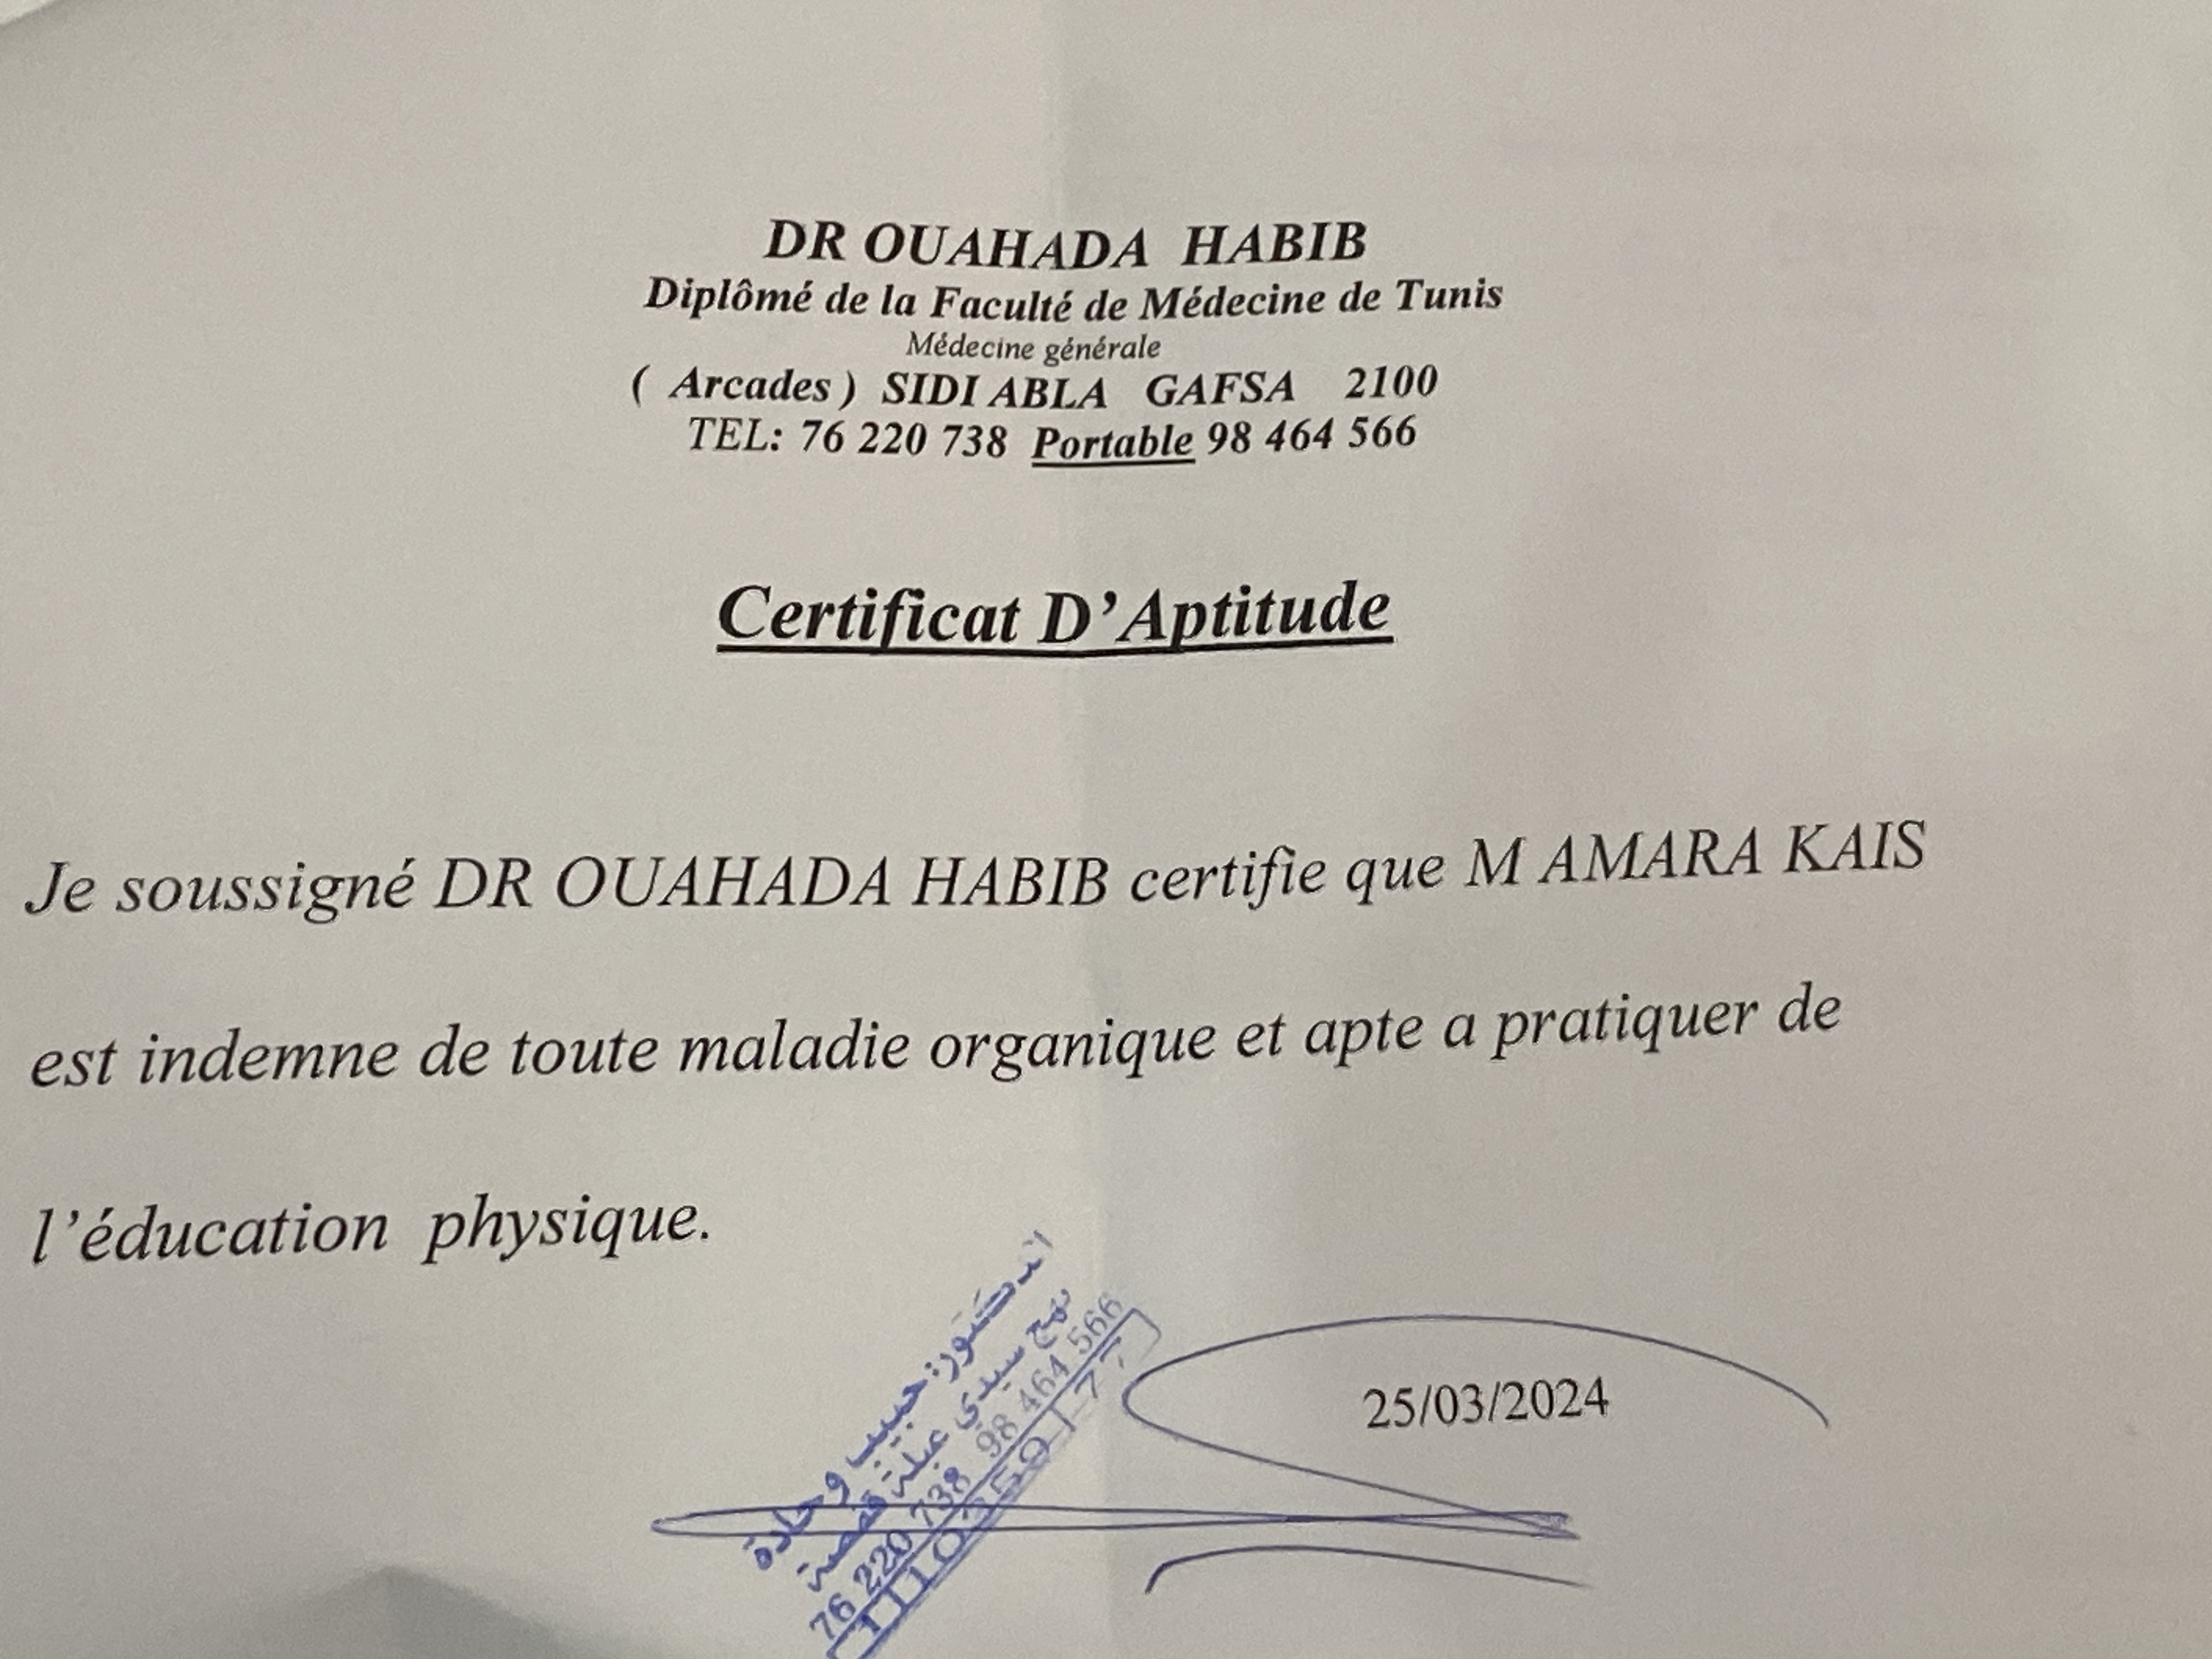 DR OUAHADA HABIB
Diplômé de la Faculté de Médecine de Tunis
Médecine générale
( Arcades ) SIDI ABLA GAFSA 2100
TEL: 76 220 738 Portable 98 464 566
Certificat D'Aptitude
Je soussigné DR OUAHADA HABIB certifie que M AMARA KAIS
est indemne de toute maladie organique et apte a pratiquer de
l'éducation physique.
25/03/2024
الدكتور: حبيب وحادة
نهج سيدي عبلة قفصة
76 220 738 98 464 566